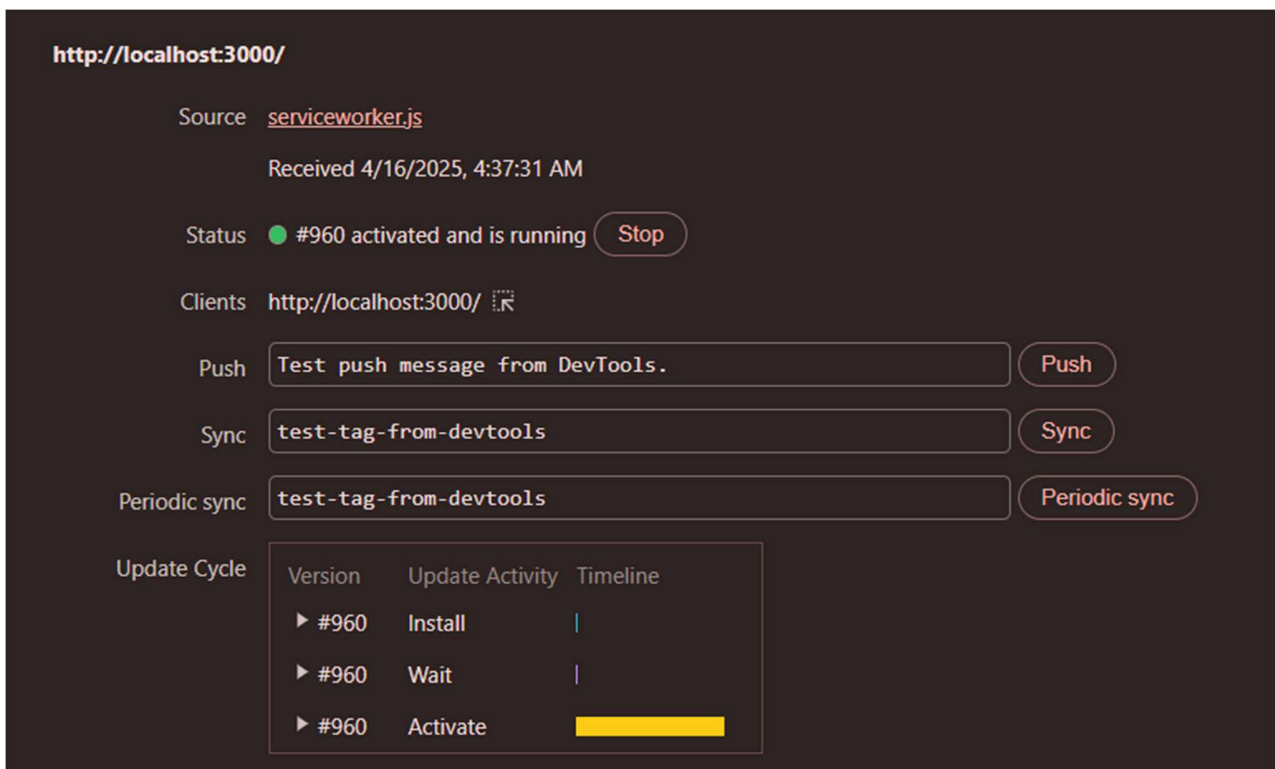 http://localhost:3000/
Source serviceworker.js
Received 4/16/2025, 4:37:31 AM
Status #960 activated and is running Stop
Clients http://localhost:3000/
Push Test push message from DevTools. Push
Sync test-tag-from-devtools Sync
Periodic sync test-tag-from-devtools Periodic sync
Update Cycle Version Update Activity Timeline
#960 Install
#960 Wait
#960 Activate